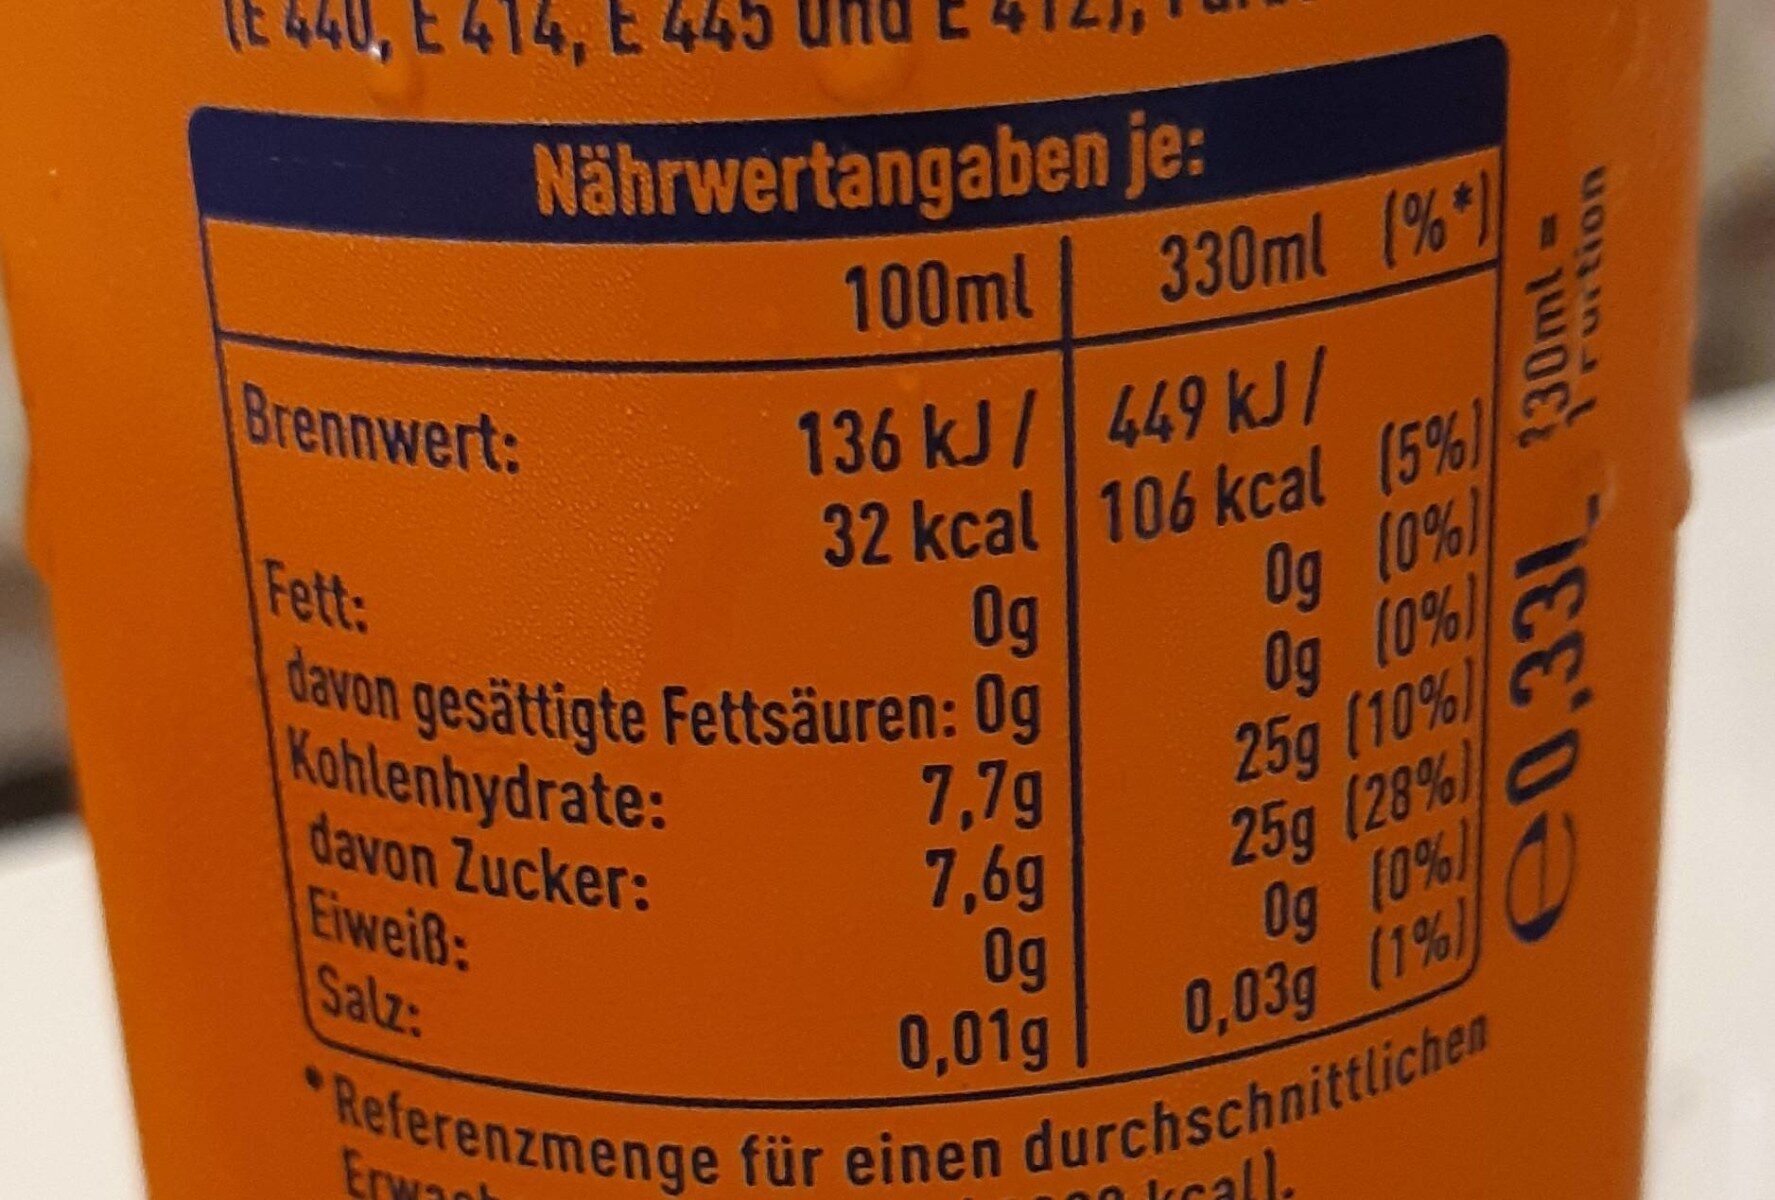 (E 440, E 414, E 445 und E 412),
Nährwertangaben je:
100ml 330ml (%*)
Brennwert: 136 kJ / 449 kJ /
32 kcal 106 kcal (5%)
Fett: 0g 0g (0%)
davon gesättigte Fettsäuren: 0g 0g (0%)
Kohlenhydrate: 7,7g 25g (10%)
davon Zucker: 7,6g 25g (28%)
Eiweiß: 0g 0g (0%)
Salz: 0,01g 0,03g (1%)
*Referenzmenge für einen durchschnittlichen
kcal).
330ml =
1 Portion
e0,33L